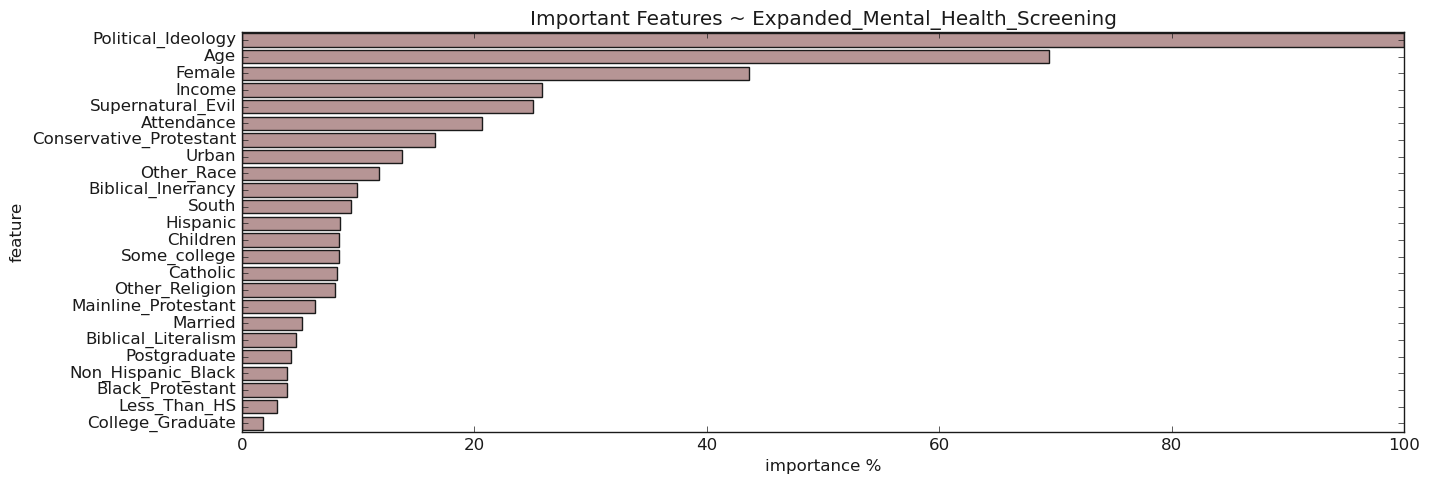 Important Features ~ Expanded_Mental_Health_Screening
Political_Ideology
Age
Female
Income
Supernatural_Evil
Attendance
Conservative_Protestant
Urban
Other_Race
Biblical_Inerrancy
South
Hispanic
Children
Some_college
Catholic
Other_Religion
Mainline_Protestant
Married
Biblical_Literalism
Postgraduate
Non_Hispanic_Black
Black_Protestant
Less_Than_HS
College_Graduate
feature
0 20 40 60 80 100
importance %